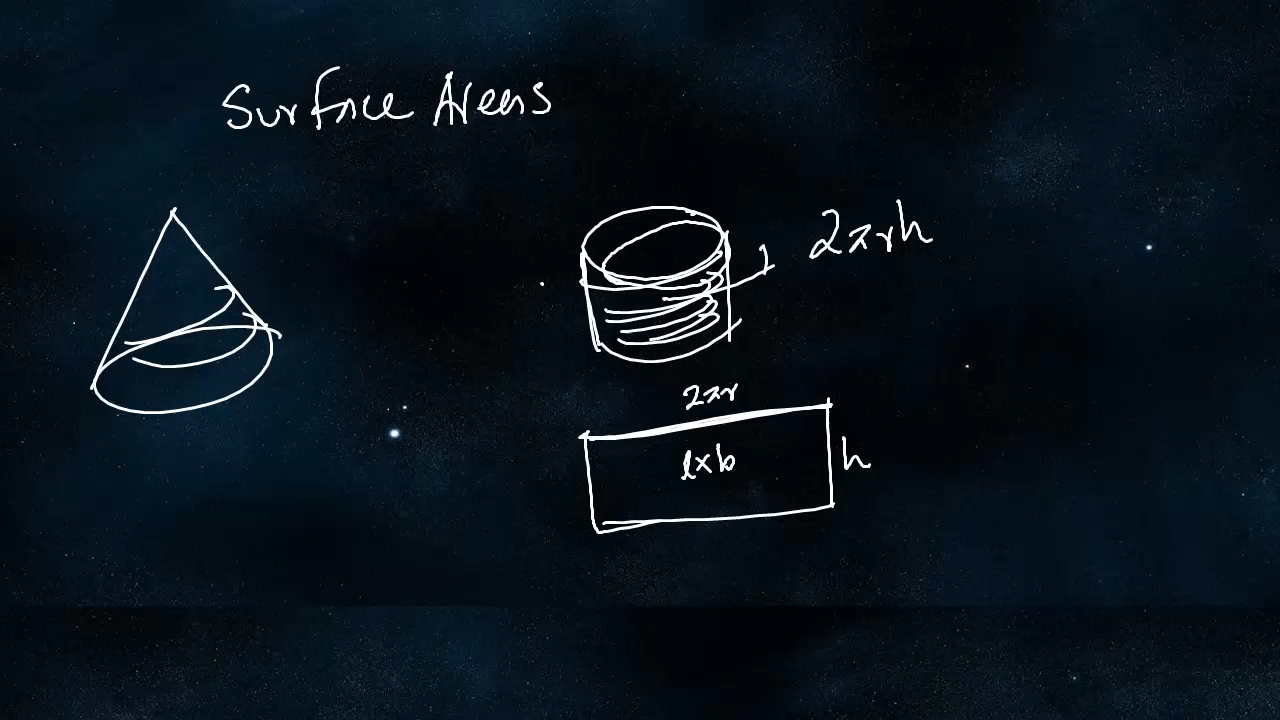 Surface Areas
2πrh
2πr
l×b
h